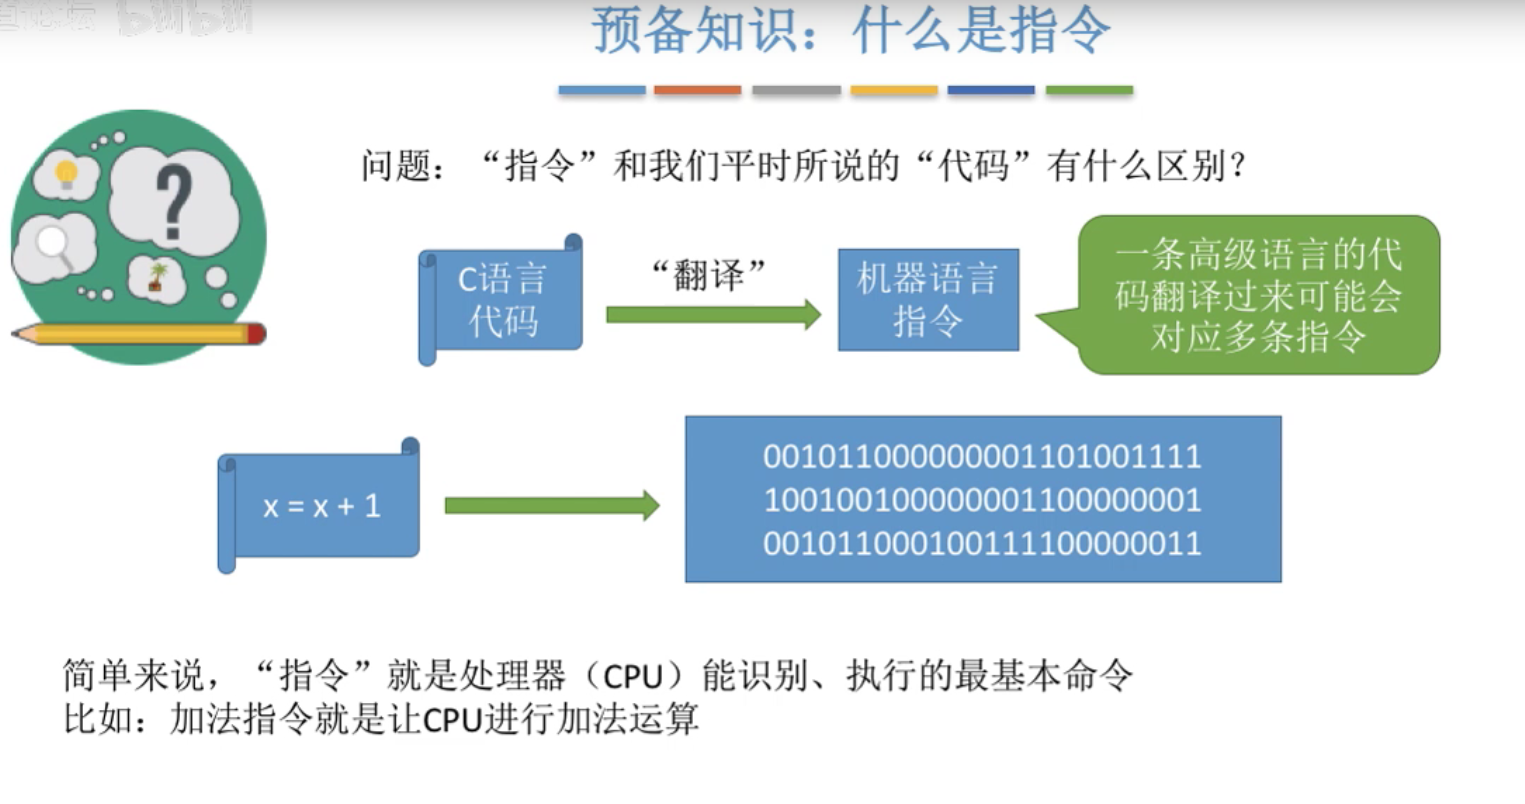 bilibili
预备知识：什么是指令
问题：“指令”和我们平时所说的“代码”有什么区别？
C语言
代码
“翻译”
机器语言
指令
一条高级语言的代
码翻译过来可能会
对应多条指令
x = x + 1
001011000000001101001111
100100100000001100000001
001011000100111100000011
简单来说，“指令”就是处理器（CPU）能识别、执行的最基本命令
比如：加法指令就是让CPU进行加法运算